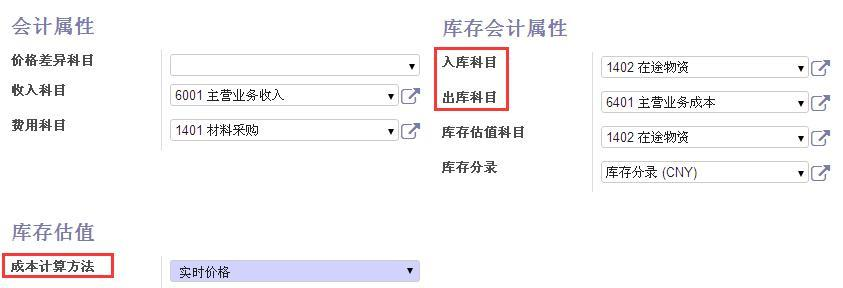 会计属性
价格差异科目
收入科目 6001 主营业务收入
费用科目 1401 材料采购
库存会计属性
入库科目 1402 在途物资
出库科目 6401 主营业务成本
库存估值科目 1402 在途物资
库存分录 库存分录 (CNY)
库存估值
成本计算方法 实时价格